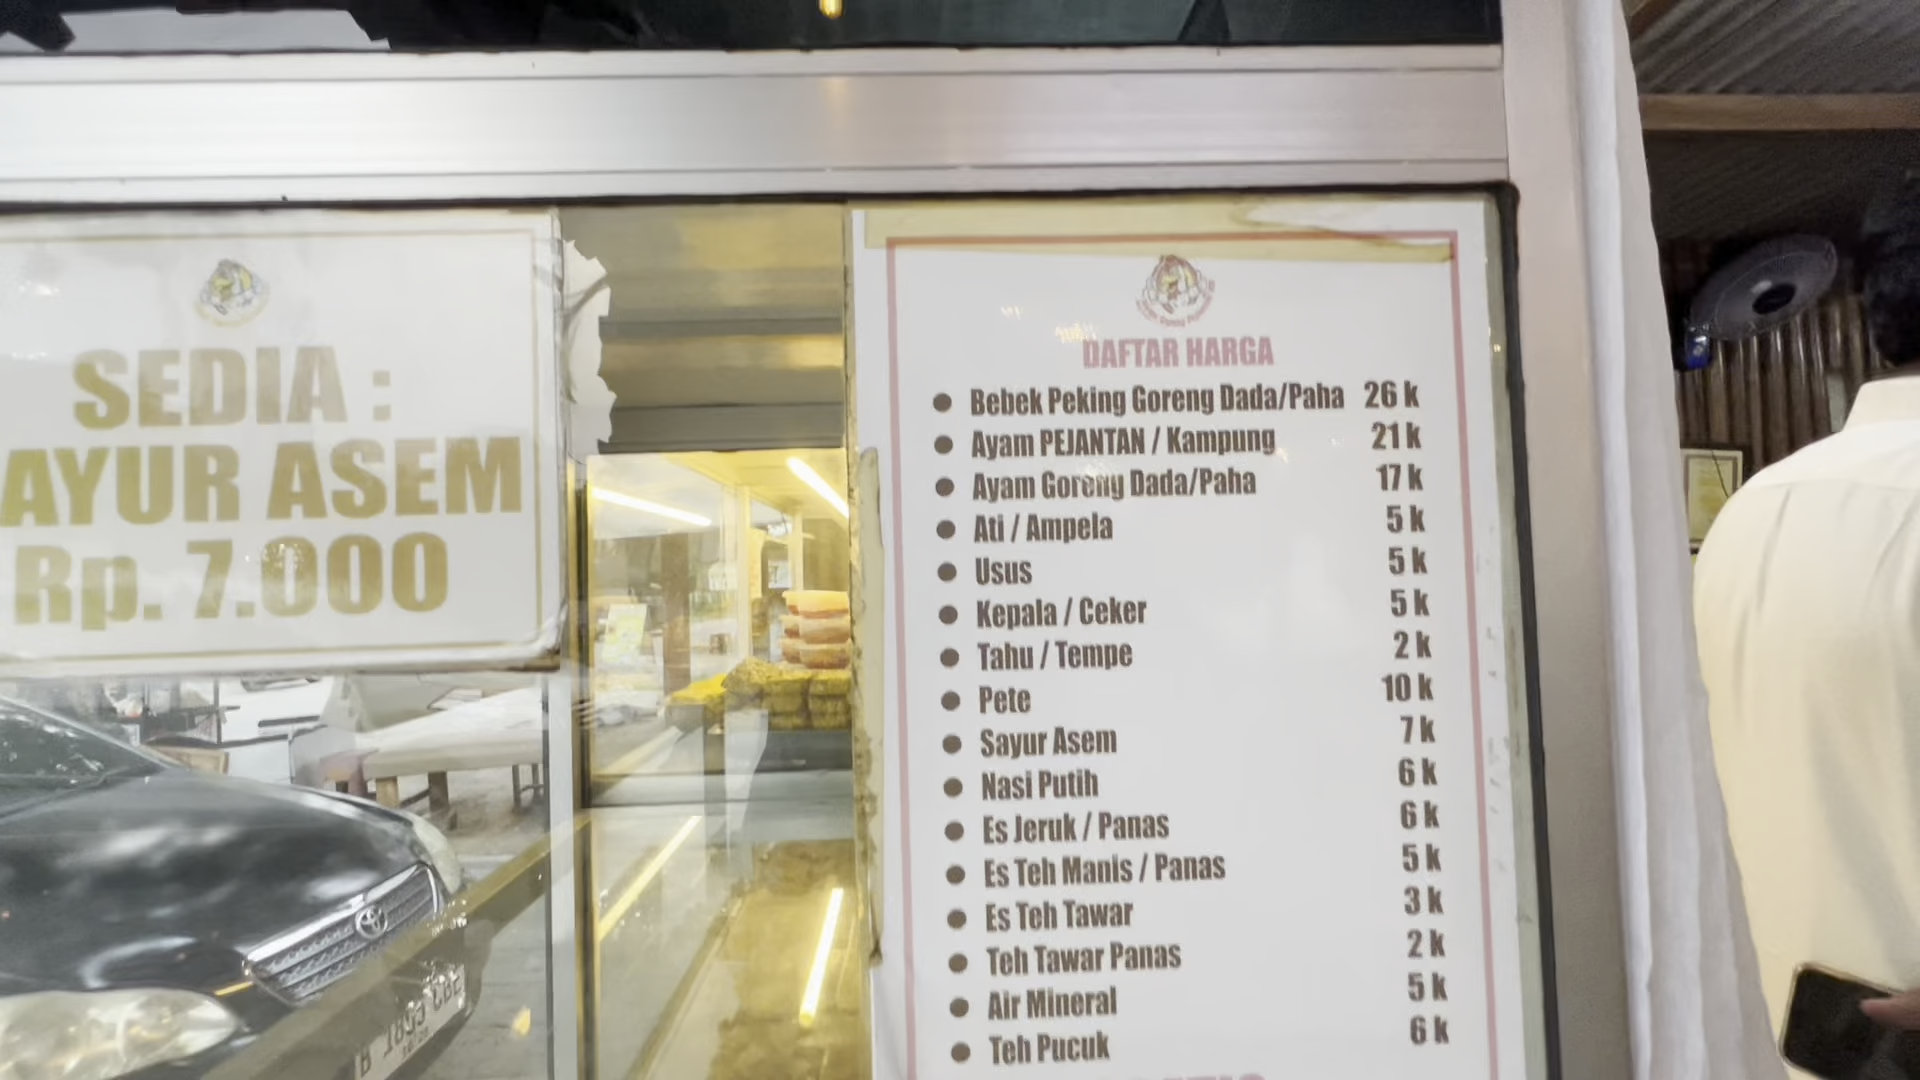 SEDIA :
AYUR ASEM
Rp. 7.000
DAFTAR HARGA
Bebek Peking Goreng Dada/Paha 26 k
Ayam PEJANTAN / Kampung 21 k
Ayam Goreng Dada/Paha 17 k
Ati / Ampela 5 k
Usus 5 k
Kepala / Ceker 5 k
Tahu / Tempe 2 k
Pete 10 k
Sayur Asem 7 k
Nasi Putih 6 k
Es Jeruk / Panas 6 k
Es Teh Manis / Panas 5 k
Es Teh Tawar 3 k
Teh Tawar Panas 2 k
Air Mineral 5 k
Teh Pucuk 6 k